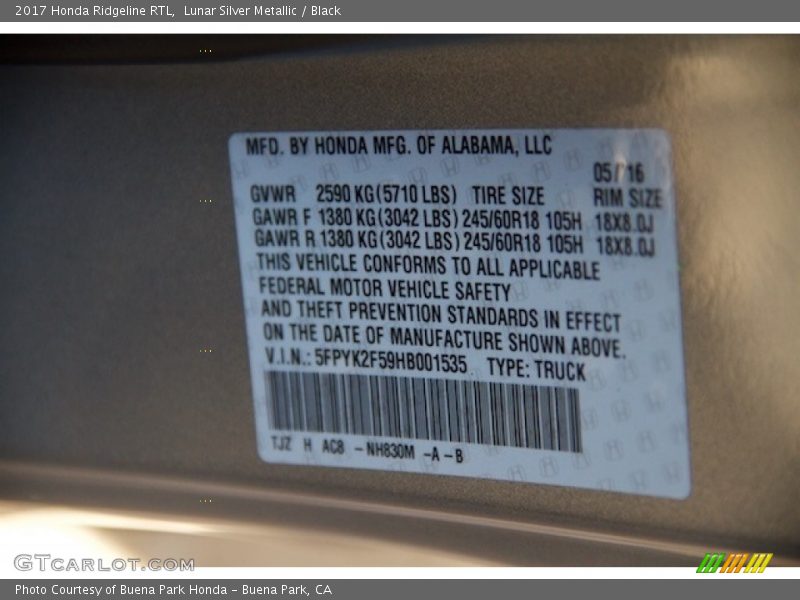 2017 Honda Ridgeline RTL, Lunar Silver Metallic / Black
MFD. BY HONDA MFG. OF ALABAMA, LLC
05/16
GVWR 2590 KG(5710 LBS) TIRE SIZE RIM SIZE
GAWR F 1380 KG(3042 LBS) 245/60R18 105H 18X8.0J
GAWR R 1380 KG(3042 LBS) 245/60R18 105H 18X8.0J
THIS VEHICLE CONFORMS TO ALL APPLICABLE
FEDERAL MOTOR VEHICLE SAFETY
AND THEFT PREVENTION STANDARDS IN EFFECT
ON THE DATE OF MANUFACTURE SHOWN ABOVE.
V.I.N.: 5FPYK2F59HB001535 TYPE: TRUCK
TJZ H AC8 -NH830M -A-B
GTCARLOT.COM
Photo Courtesy of Buena Park Honda - Buena Park, CA